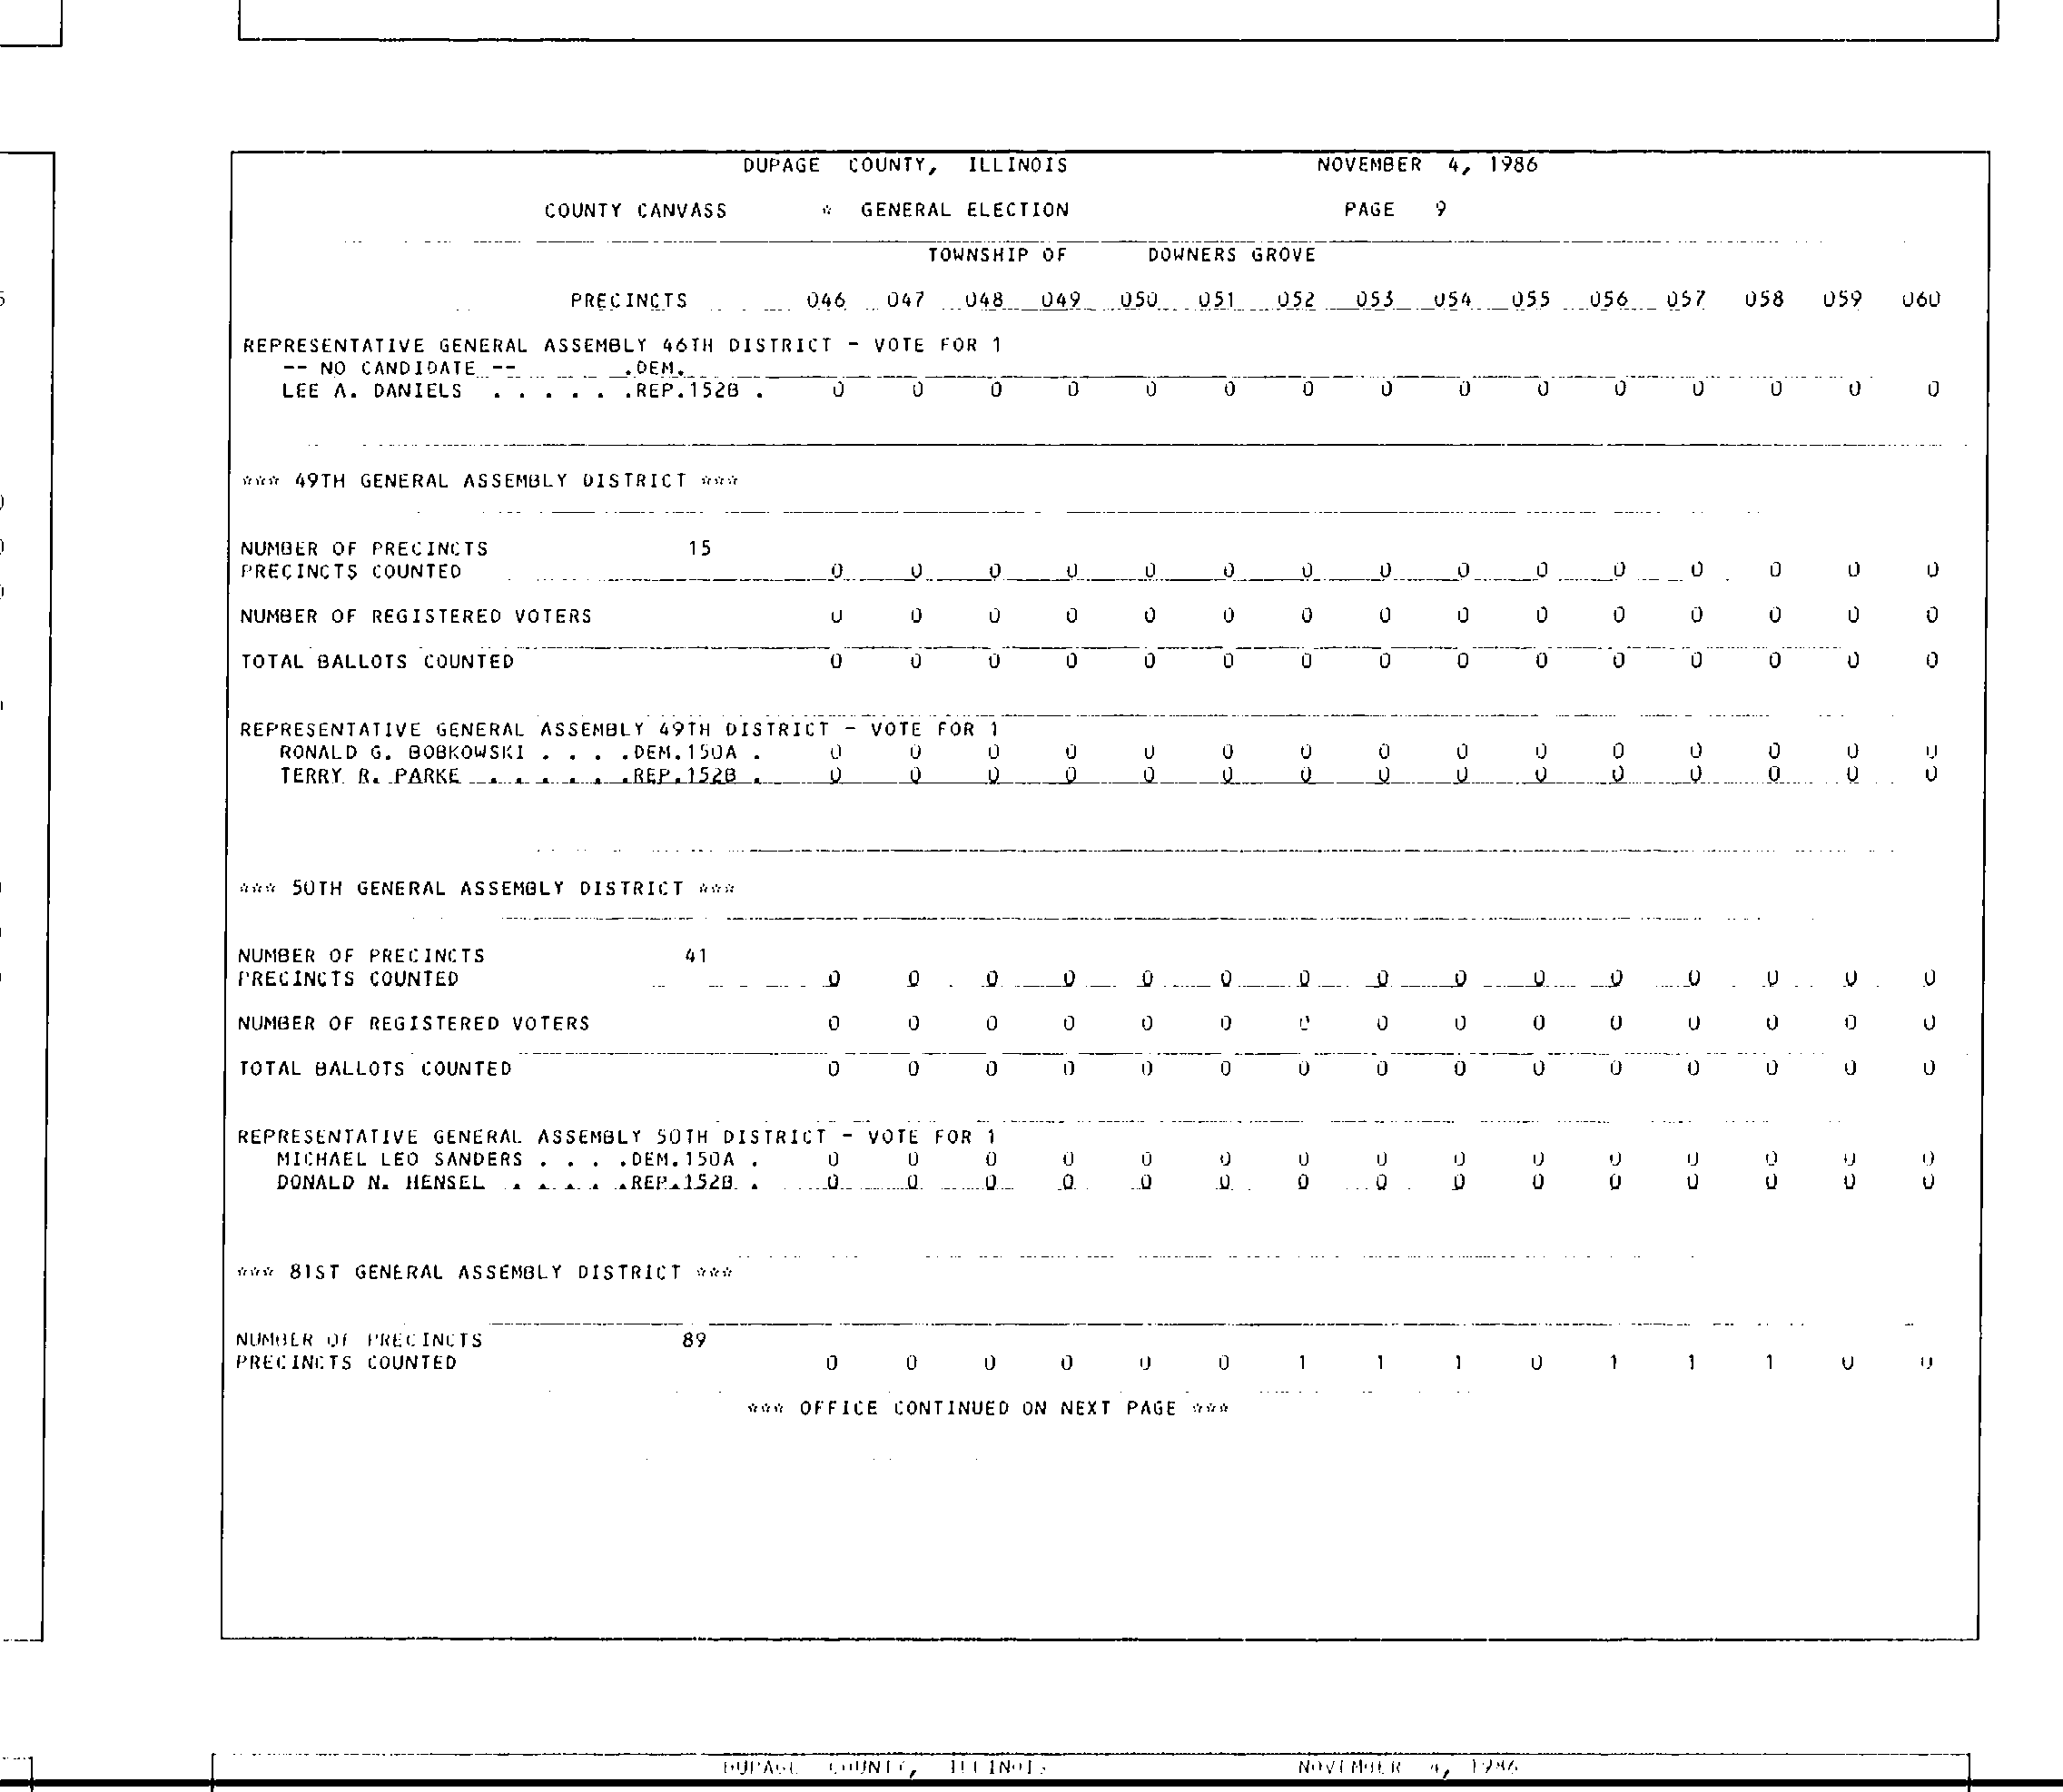 DUPAGE COUNTY, ILLINOIS NOVEMBER 4, 1986
COUNTY CANVASS * GENERAL ELECTION PAGE 9
TOWNSHIP OF DOWNERS GROVE
PRECINCTS 046 047 048 049 050 051 052 053 054 055 056 057 058 059 060
REPRESENTATIVE GENERAL ASSEMBLY 46TH DISTRICT - VOTE FOR 1
-- NO CANDIDATE -- .DEM.
LEE A. DANIELS . . . . . .REP.152B . 0 0 0 0 0 0 0 0 0 0 0 0 0 0 0
*** 49TH GENERAL ASSEMBLY DISTRICT ***
NUMBER OF PRECINCTS 15
PRECINCTS COUNTED 0 0 0 0 0 0 0 0 0 0 0 0 0 0 0
NUMBER OF REGISTERED VOTERS 0 0 0 0 0 0 0 0 0 0 0 0 0 0 0
TOTAL BALLOTS COUNTED 0 0 0 0 0 0 0 0 0 0 0 0 0 0 0
REPRESENTATIVE GENERAL ASSEMBLY 49TH DISTRICT - VOTE FOR 1
RONALD G. BOBKOWSKI . . . .DEM.150A . 0 0 0 0 0 0 0 0 0 0 0 0 0 0 0
TERRY R. PARKE . . . . . .REP.152B . 0 0 0 0 0 0 0 0 0 0 0 0 0 0 0
*** 50TH GENERAL ASSEMBLY DISTRICT ***
NUMBER OF PRECINCTS 41
PRECINCTS COUNTED 0 0 0 0 0 0 0 0 0 0 0 0 0 0 0
NUMBER OF REGISTERED VOTERS 0 0 0 0 0 0 0 0 0 0 0 0 0 0 0
TOTAL BALLOTS COUNTED 0 0 0 0 0 0 0 0 0 0 0 0 0 0 0
REPRESENTATIVE GENERAL ASSEMBLY 50TH DISTRICT - VOTE FOR 1
MICHAEL LEO SANDERS . . . .DEM.150A . 0 0 0 0 0 0 0 0 0 0 0 0 0 0 0
DONALD N. HENSEL . . . . .REP.152B . 0 0 0 0 0 0 0 0 0 0 0 0 0 0 0
*** 81ST GENERAL ASSEMBLY DISTRICT ***
NUMBER OF PRECINCTS 89
PRECINCTS COUNTED 0 0 0 0 0 0 1 1 1 0 1 1 1 0 0
*** OFFICE CONTINUED ON NEXT PAGE ***
DUPAGE COUNTY, ILLINOIS NOVEMBER 4, 1986